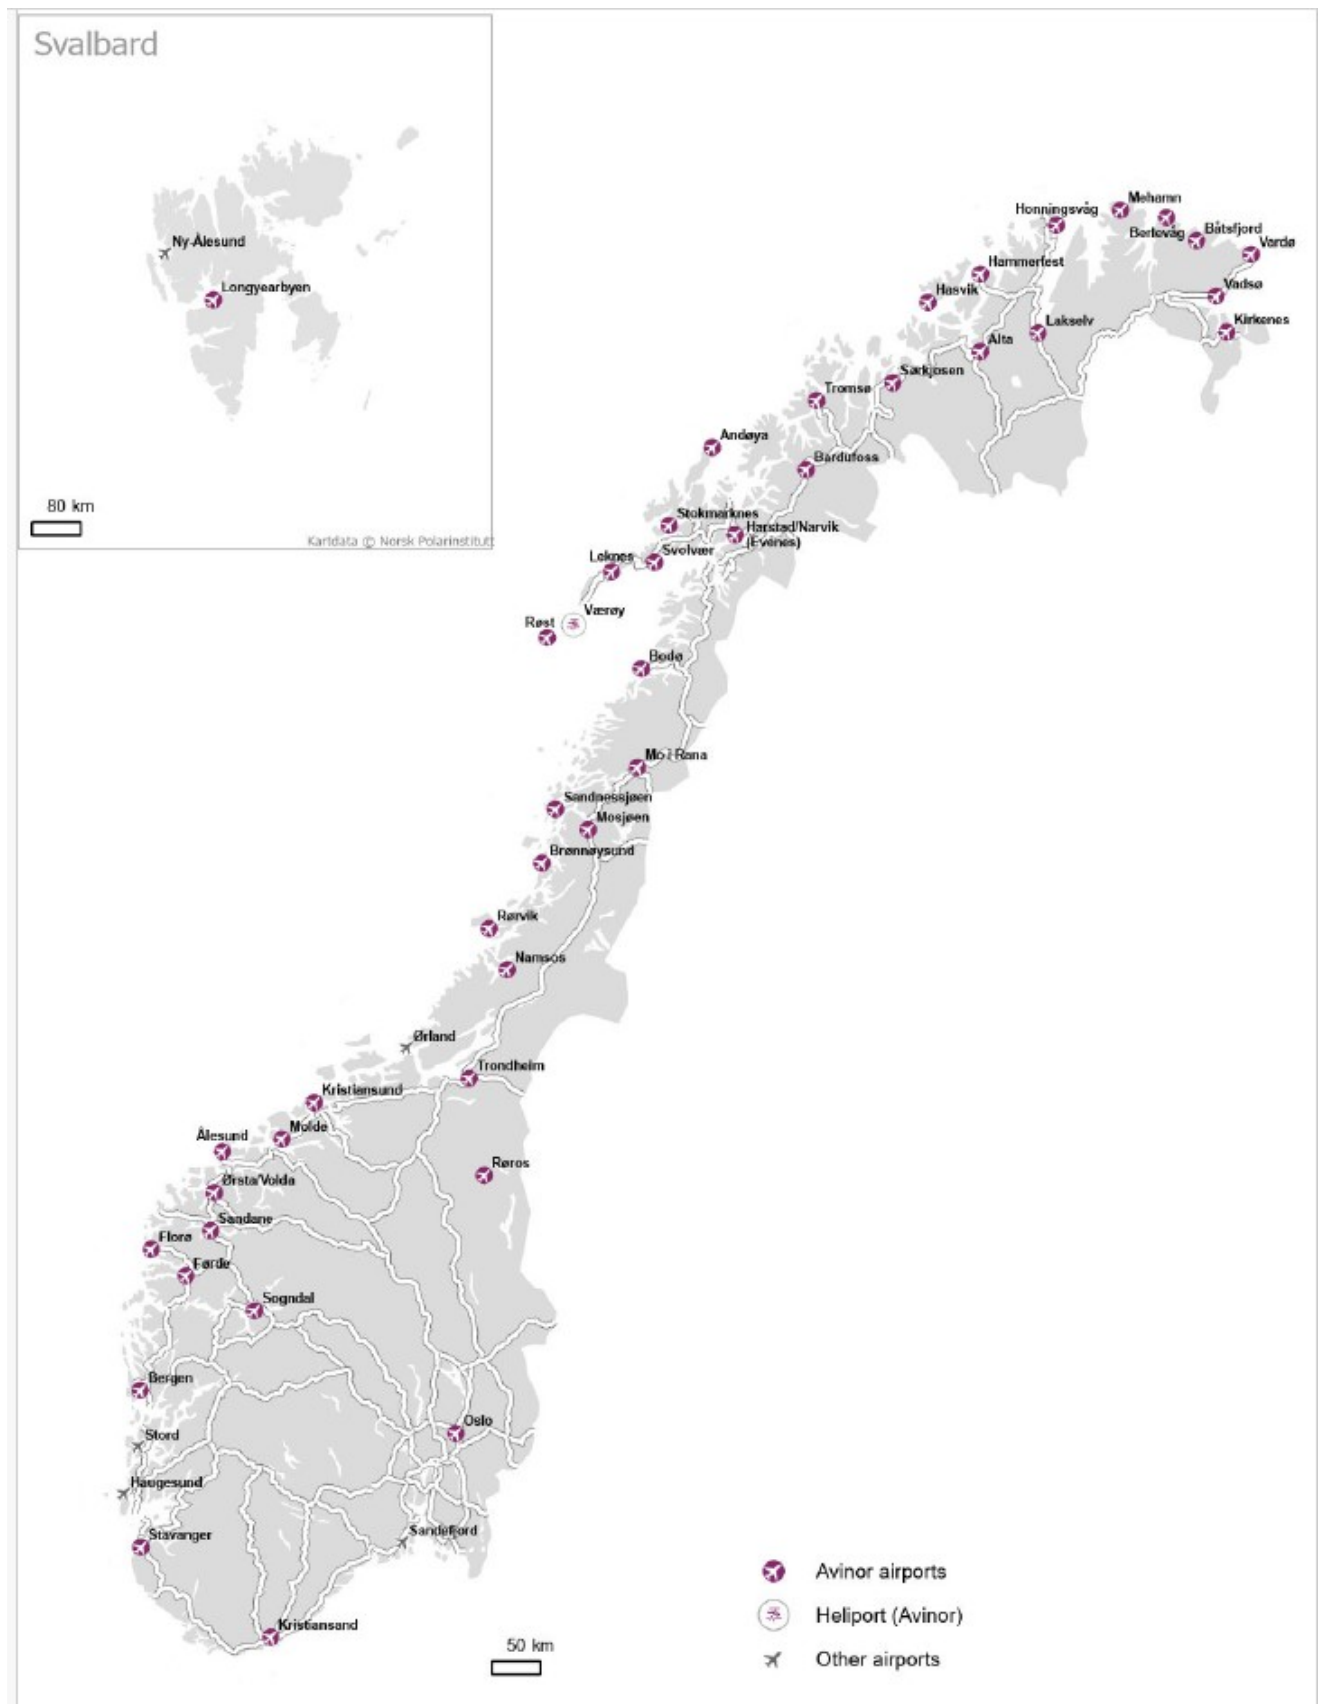 Svalbard
Ny-Ålesund
Longyearbyen
80 km
Kartdata © Norsk Polarinstitutt
Mehamn
Honningsvåg
Berlevåg
Båtsfjord
Vardø
Hammerfest
Hasvik
Vadsø
Kirkenes
Lakselv
Alta
Sørkjosen
Tromsø
Andøya
Bardufoss
Stokmarknes
Harstad/Narvik
(Evenes)
Svolvær
Leknes
Værøy
Røst
Bodø
Mo i Rana
Sandnessjøen
Mosjøen
Brønnøysund
Rørvik
Namsos
Ørland
Trondheim
Kristiansund
Molde
Ålesund
Røros
Ørsta/Volda
Sandane
Florø
Førde
Sogndal
Bergen
Oslo
Stord
Haugesund
Sandefjord
Stavanger
Kristiansand
50 km
Avinor airports
Heliport (Avinor)
Other airports